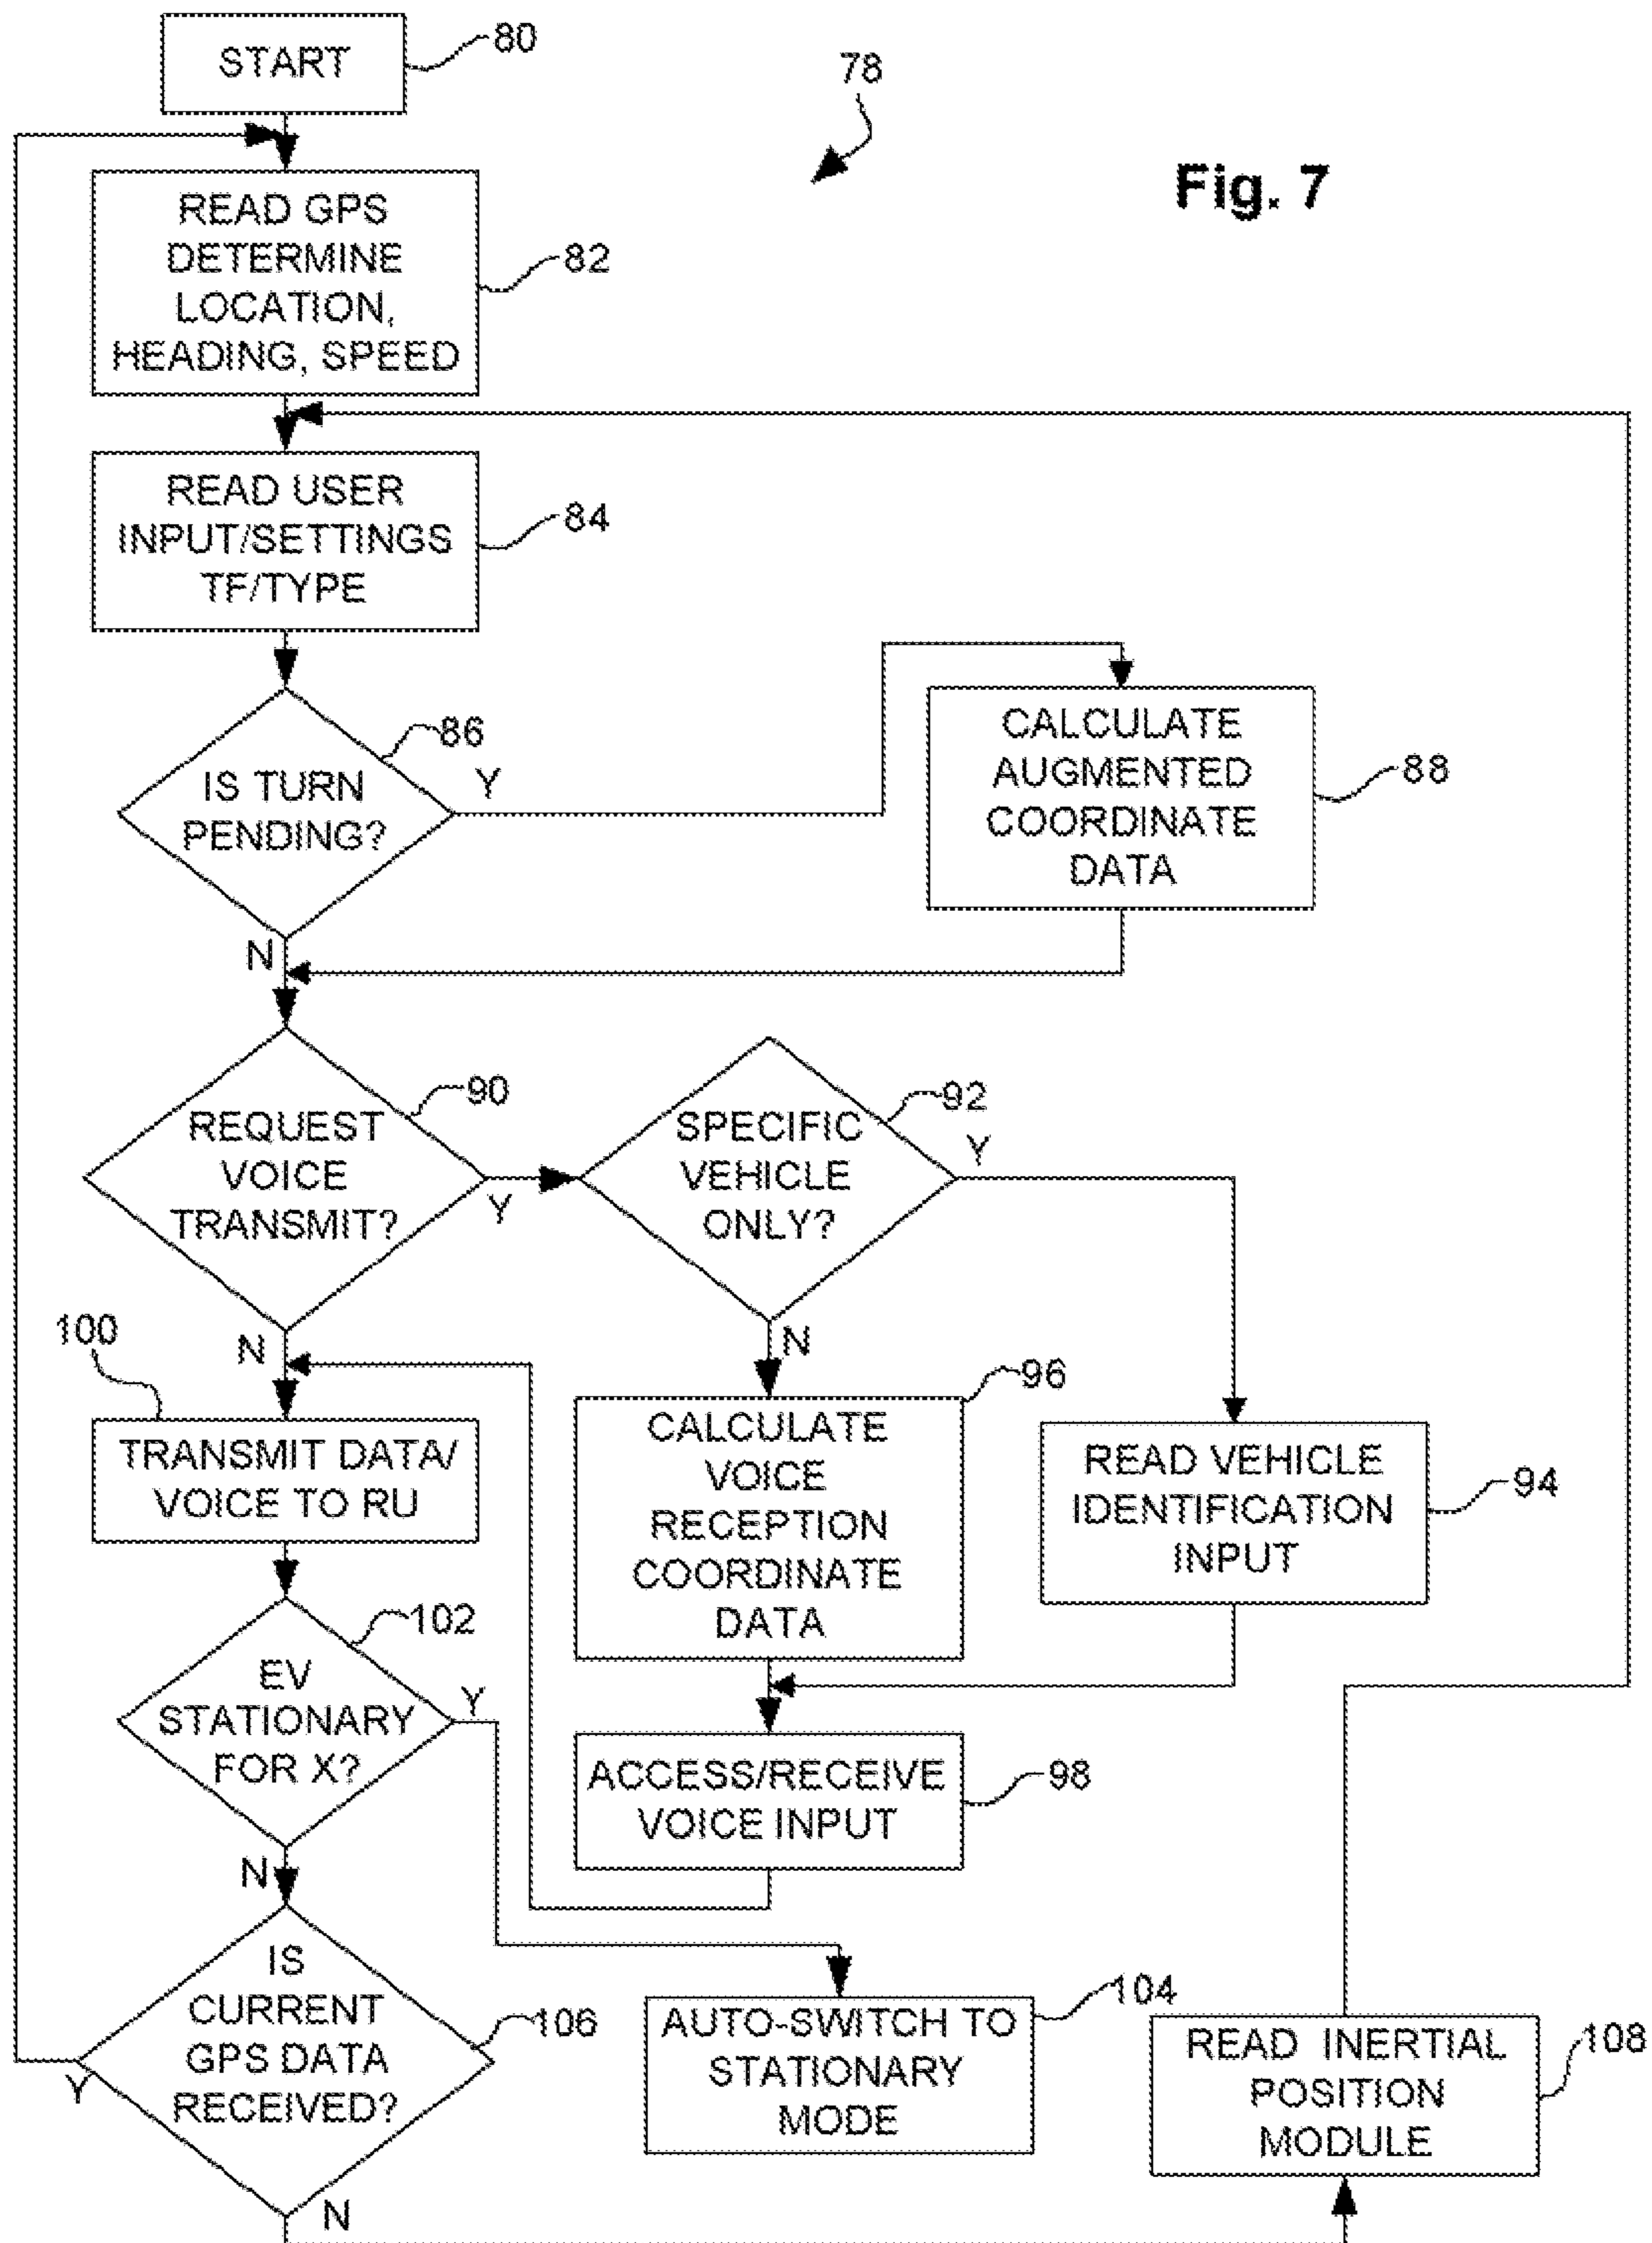 START
80
78
Fig. 7
READ GPS
DETERMINE
LOCATION,
HEADING, SPEED
82
READ USER
INPUT/SETTINGS
TF/TYPE
84
IS TURN
PENDING?
86
Y
N
CALCULATE
AUGMENTED
COORDINATE
DATA
88
REQUEST
VOICE
TRANSMIT?
90
Y
N
SPECIFIC
VEHICLE
ONLY?
92
Y
N
100
TRANSMIT DATA/
VOICE TO RU
CALCULATE
VOICE
RECEPTION
COORDINATE
DATA
96
READ VEHICLE
IDENTIFICATION
INPUT
94
EV
STATIONARY
FOR X?
102
Y
N
ACCESS/RECEIVE
VOICE INPUT
98
IS
CURRENT
GPS DATA
RECEIVED?
106
Y
N
AUTO-SWITCH TO
STATIONARY
MODE
104
READ INERTIAL
POSITION
MODULE
108